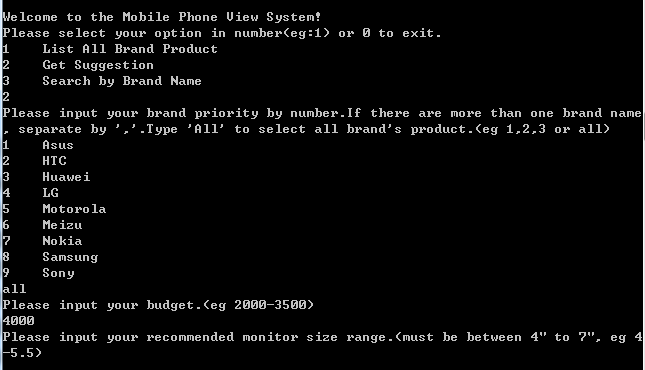 Welcome to the Mobile Phone View System!
Please select your option in number(eg:1) or 0 to exit.
1 List All Brand Product
2 Get Suggestion
3 Search by Brand Name
2
Please input your brand priority by number.If there are more than one brand name
, separate by ','.Type 'All' to select all brand's product.(eg 1,2,3 or all)
1 Asus
2 HTC
3 Huawei
4 LG
5 Motorola
6 Meizu
7 Nokia
8 Samsung
9 Sony
all
Please input your budget.(eg 2000-3500)
4000
Please input your recommended monitor size range.(must be between 4" to 7", eg 4
-5.5)